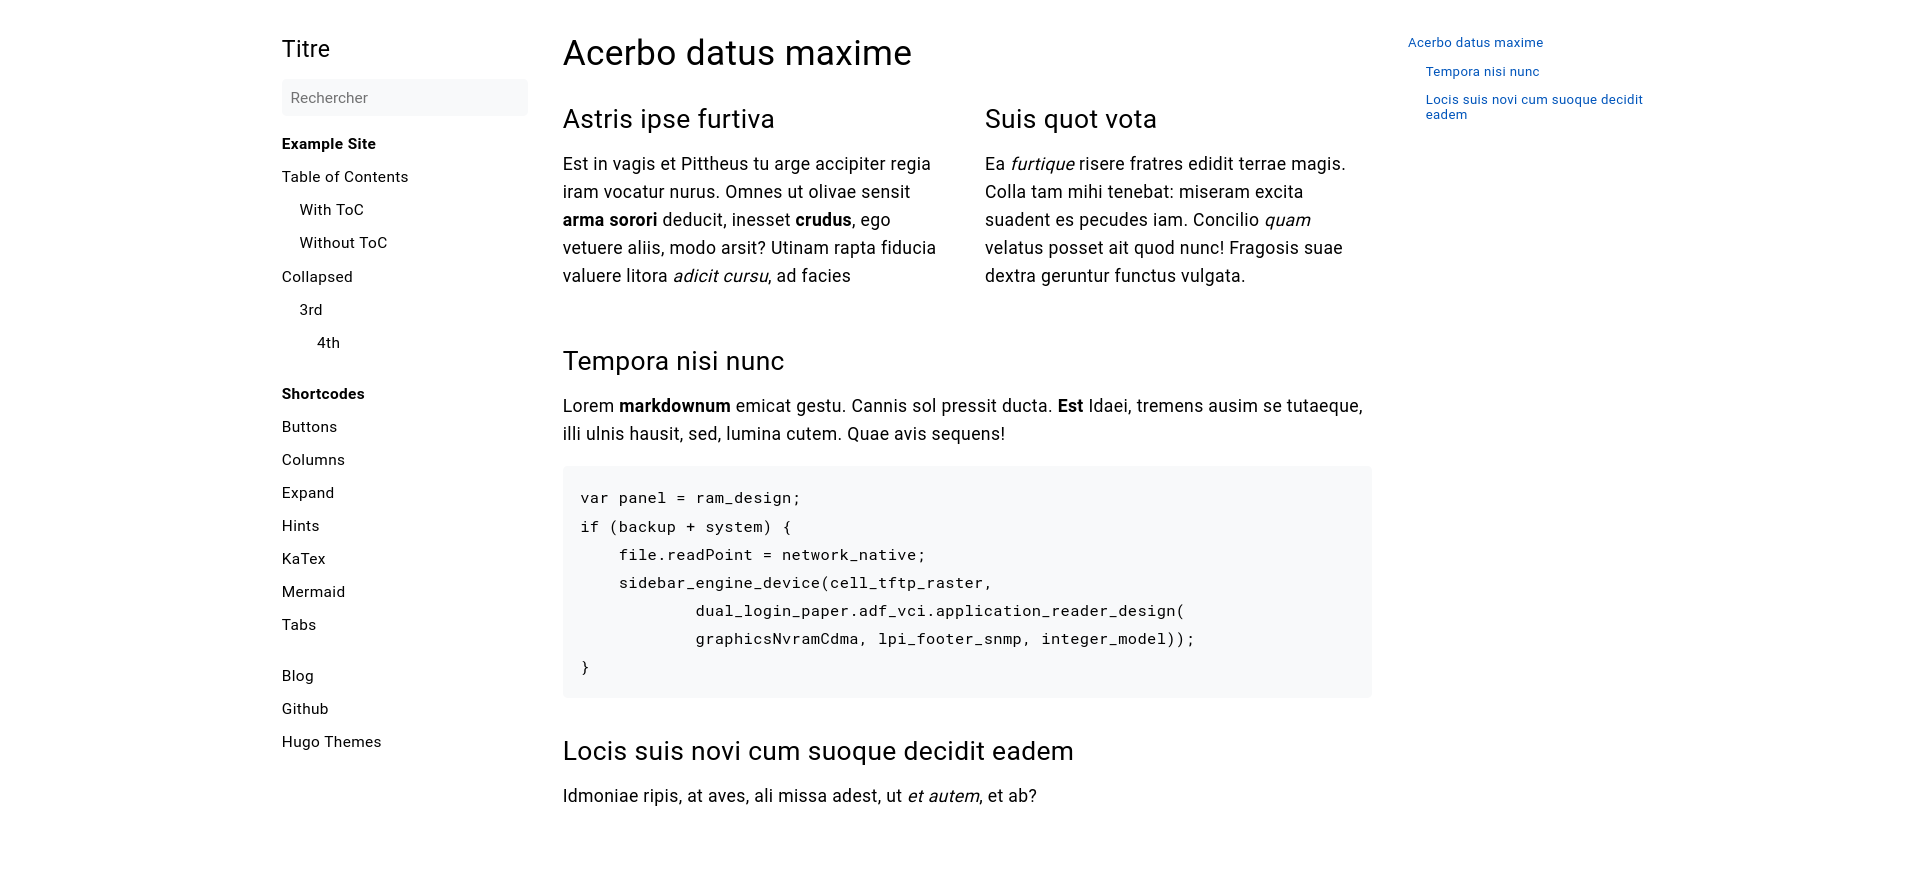 Titre
Rechercher
Example Site
Table of Contents
With ToC
Without ToC
Collapsed
3rd
4th
Shortcodes
Buttons
Columns
Expand
Hints
KaTex
Mermaid
Tabs
Blog
Github
Hugo Themes
Acerbo datus maxime
Astris ipse furtiva
Est in vagis et Pittheus tu arge accipiter regia
iram vocatur nurus. Omnes ut olivae sensit
arma sorori deducit, inesset crudus, ego
vetuere aliis, modo arsit? Utinam rapta fiducia
valuere litora adicit cursu, ad facies
Suis quot vota
Ea furtique risere fratres edidit terrae magis.
Colla tam mihi tenebat: miseram excita
suadent es pecudes iam. Concilio quam
velatus posset ait quod nunc! Fragosis suae
dextra geruntur functus vulgata.
Tempora nisi nunc
Lorem markdownum emicat gestu. Cannis sol pressit ducta. Est Idaei, tremens ausim se tutaeque,
illi ulnis hausit, sed, lumina cutem. Quae avis sequens!
var panel = ram_design;
if (backup + system) {
    file.readPoint = network_native;
    sidebar_engine_device(cell_tftp_raster,
            dual_login_paper.adf_vci.application_reader_design(
            graphicsNvramCdma, lpi_footer_snmp, integer_model));
}
Locis suis novi cum suoque decidit eadem
Idmoniae ripis, at aves, ali missa adest, ut et autem, et ab?
Acerbo datus maxime
Tempora nisi nunc
Locis suis novi cum suoque decidit
eadem